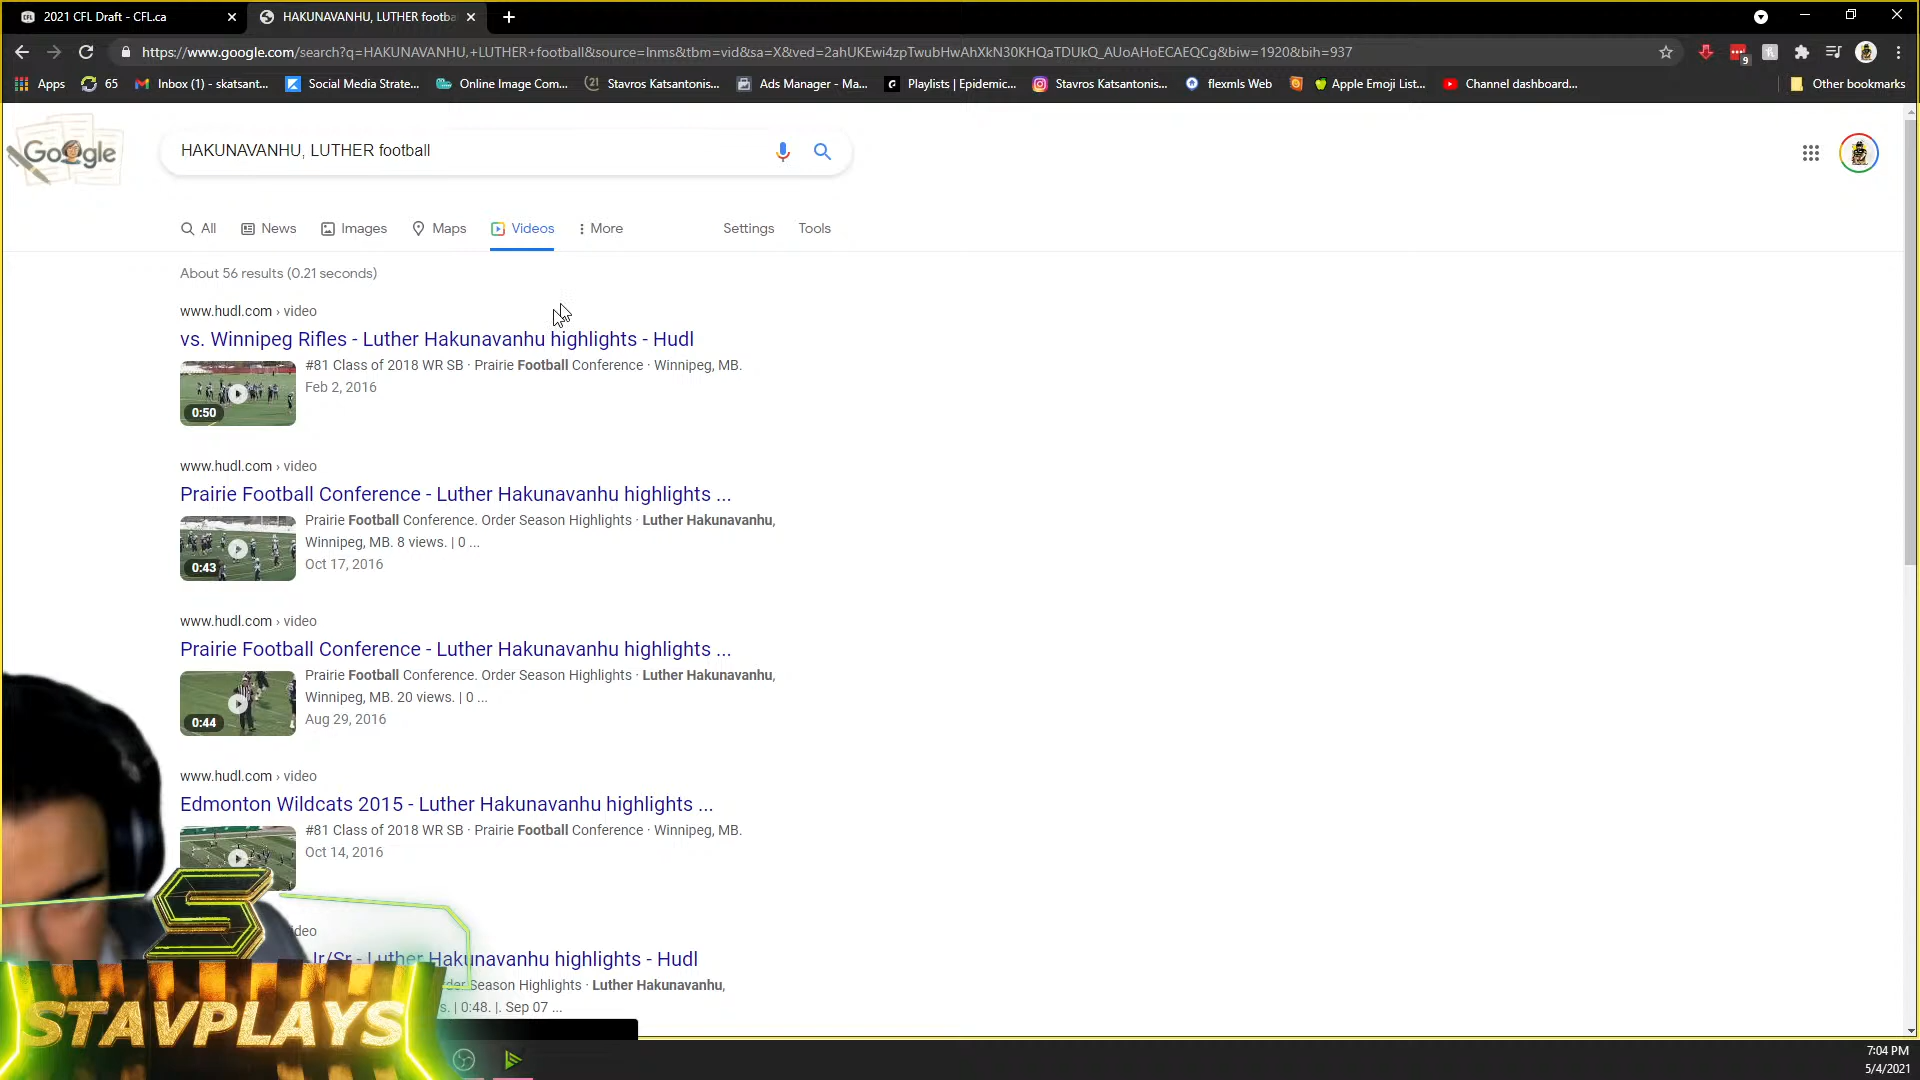 2021 CFL Draft - CFL.ca
HAKUNAVANHU, LUTHER footba
https://www.google.com/search?q=HAKUNAVANHU,+LUTHER+football&source=lnms&tbm=vid&sa=X&ved=2ahUKEwi4zpTwubHwAhXkN30KHQaTDUkQ_AUoAHoECAEQCg&biw=1920&bih=937
9
Apps
65
Inbox (1) - skatsant...
Social Media Strate...
Online Image Com...
Stavros Katsantonis...
Ads Manager - Ma...
Playlists | Epidemic...
Stavros Katsantonis...
flexmls Web
Apple Emoji List...
Channel dashboard...
Other bookmarks
Google
HAKUNAVANHU, LUTHER football
All
News
Images
Maps
Videos
More
Settings
Tools
About 56 results (0.21 seconds)
www.hudl.com › video
vs. Winnipeg Rifles - Luther Hakunavanhu highlights - Hudl
#81 Class of 2018 WR SB · Prairie Football Conference · Winnipeg, MB.
Feb 2, 2016
0:50
www.hudl.com › video
Prairie Football Conference - Luther Hakunavanhu highlights ...
Prairie Football Conference. Order Season Highlights · Luther Hakunavanhu,
Winnipeg, MB. 8 views. | 0 ...
Oct 17, 2016
0:43
www.hudl.com › video
Prairie Football Conference - Luther Hakunavanhu highlights ...
Prairie Football Conference. Order Season Highlights · Luther Hakunavanhu,
Winnipeg, MB. 20 views. | 0 ...
Aug 29, 2016
0:44
www.hudl.com › video
Edmonton Wildcats 2015 - Luther Hakunavanhu highlights ...
#81 Class of 2018 WR SB · Prairie Football Conference · Winnipeg, MB.
Oct 14, 2016
deo
Jr/Sr - Luther Hakunavanhu highlights - Hudl
der Season Highlights · Luther Hakunavanhu,
s. | 0:48. |. Sep 07 ...
S
STAVPLAYS
7:04 PM
5/4/2021